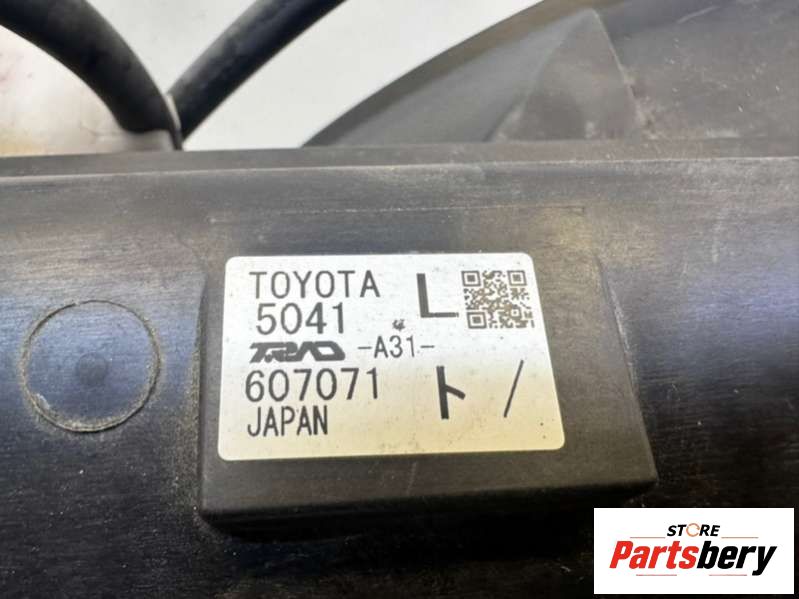 TOYOTA L
5041
TRAD -A31-
607071 ト /
JAPAN
STORE
Partsbery